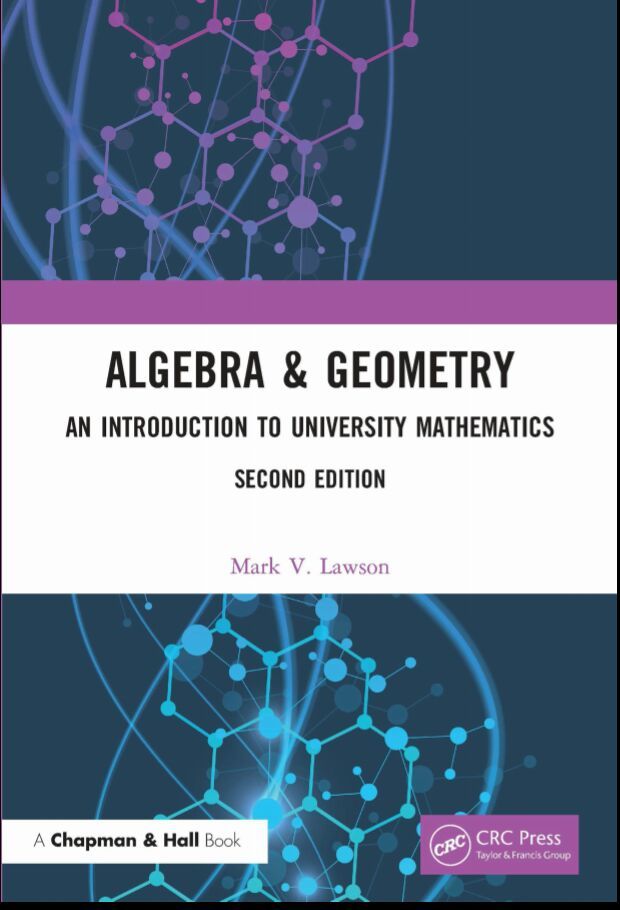 ALGEBRA & GEOMETRY
AN INTRODUCTION TO UNIVERSITY MATHEMATICS
SECOND EDITION
Mark V. Lawson
A Chapman & Hall Book
CRC
CRC Press
Taylor & Francis Group